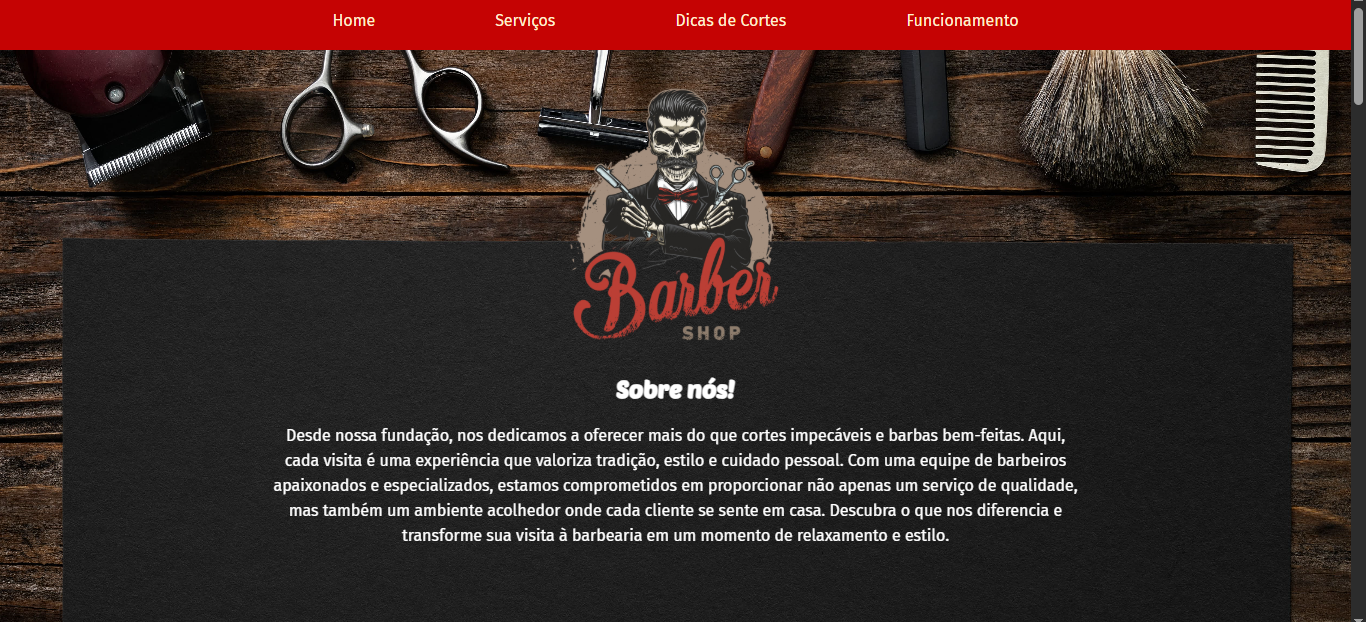 Home
Serviços
Dicas de Cortes
Funcionamento
Barber
SHOP
Sobre nós!
Desde nossa fundação, nos dedicamos a oferecer mais do que cortes impecáveis e barbas bem-feitas. Aqui,
cada visita é uma experiência que valoriza tradição, estilo e cuidado pessoal. Com uma equipe de barbeiros
apaixonados e especializados, estamos comprometidos em proporcionar não apenas um serviço de qualidade,
mas também um ambiente acolhedor onde cada cliente se sente em casa. Descubra o que nos diferencia e
transforme sua visita à barbearia em um momento de relaxamento e estilo.